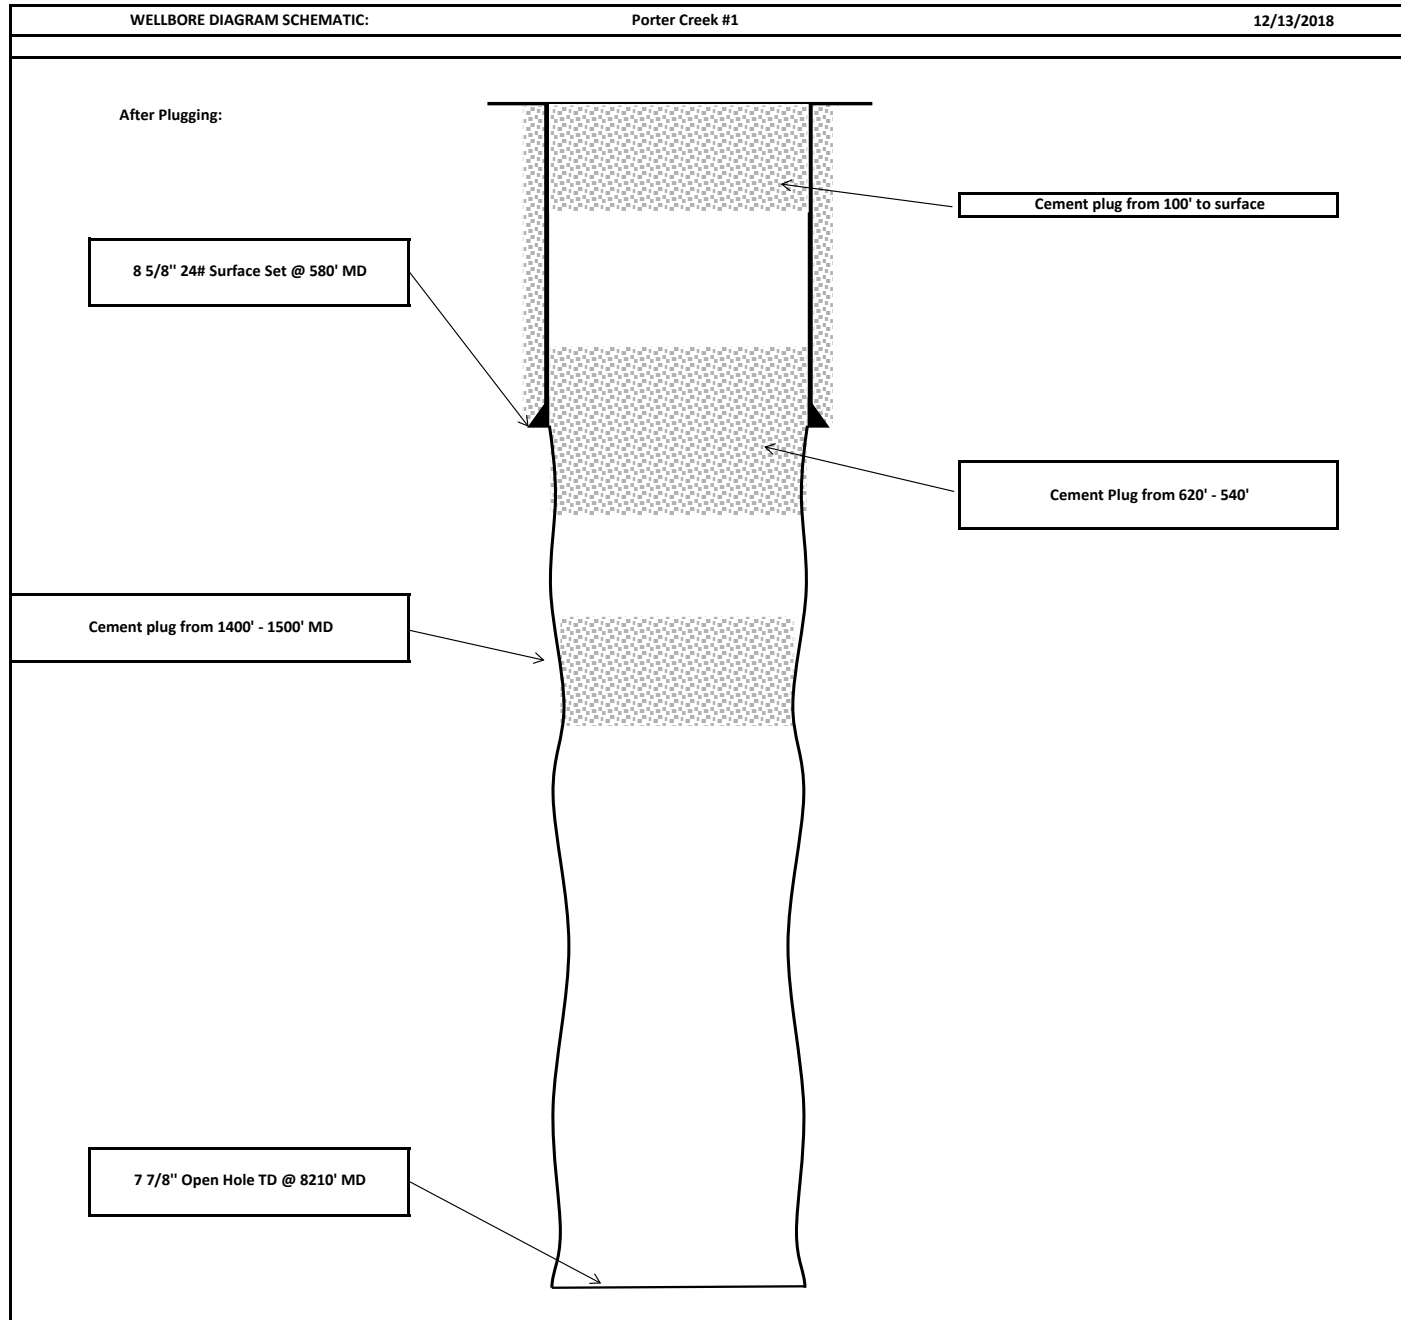 WELLBORE DIAGRAM SCHEMATIC: Porter Creek #1 12/13/2018
After Plugging:
Cement plug from 100' to surface
8 5/8'' 24# Surface Set @ 580' MD
Cement Plug from 620' - 540'
Cement plug from 1400' - 1500' MD
7 7/8'' Open Hole TD @ 8210' MD